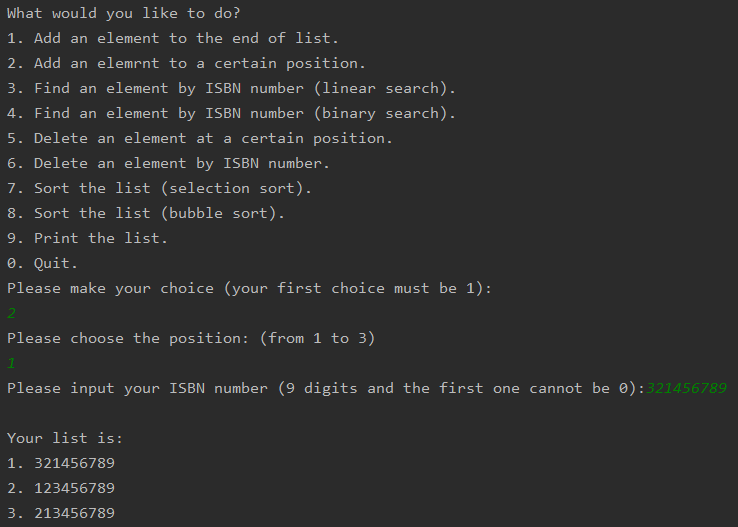 What would you like to do?
1. Add an element to the end of list.
2. Add an elemrnt to a certain position.
3. Find an element by ISBN number (linear search).
4. Find an element by ISBN number (binary search).
5. Delete an element at a certain position.
6. Delete an element by ISBN number.
7. Sort the list (selection sort).
8. Sort the list (bubble sort).
9. Print the list.
0. Quit.
Please make your choice (your first choice must be 1):
2
Please choose the position: (from 1 to 3)
1
Please input your ISBN number (9 digits and the first one cannot be 0):321456789
Your list is:
1. 321456789
2. 123456789
3. 213456789